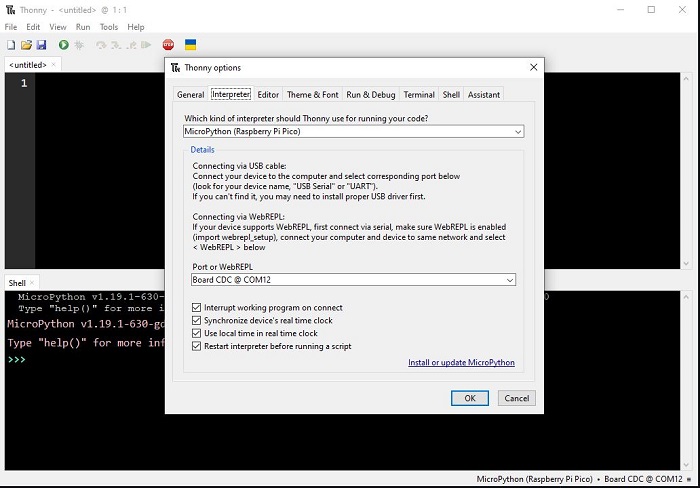 Thonny - <untitled> @ 1 : 1
File Edit View Run Tools Help
STOP
<untitled> ×
1
Thonny options
General Interpreter Editor Theme & Font Run & Debug Terminal Shell Assistant
Which kind of interpreter should Thonny use for running your code?
MicroPython (Raspberry Pi Pico)
Details
Connecting via USB cable:
Connect your device to the computer and select corresponding port below
(look for your device name, "USB Serial" or "UART").
If you can't find it, you may need to install proper USB driver first.
Connecting via WebREPL:
If your device supports WebREPL, first connect via serial, make sure WebREPL is enabled
(import webrepl_setup), connect your computer and device to same network and select
< WebREPL > below
Port or WebREPL
Board CDC @ COM12
Interrupt working program on connect
Synchronize device's real time clock
Use local time in real time clock
Restart interpreter before running a script
Install or update MicroPython
OK Cancel
Shell ×
MicroPython v1.19.1-630-
Type "help()" for more
MicroPython v1.19.1-630-
Type "help()" for more
>>>
MicroPython (Raspberry Pi Pico) • Board CDC @ COM12